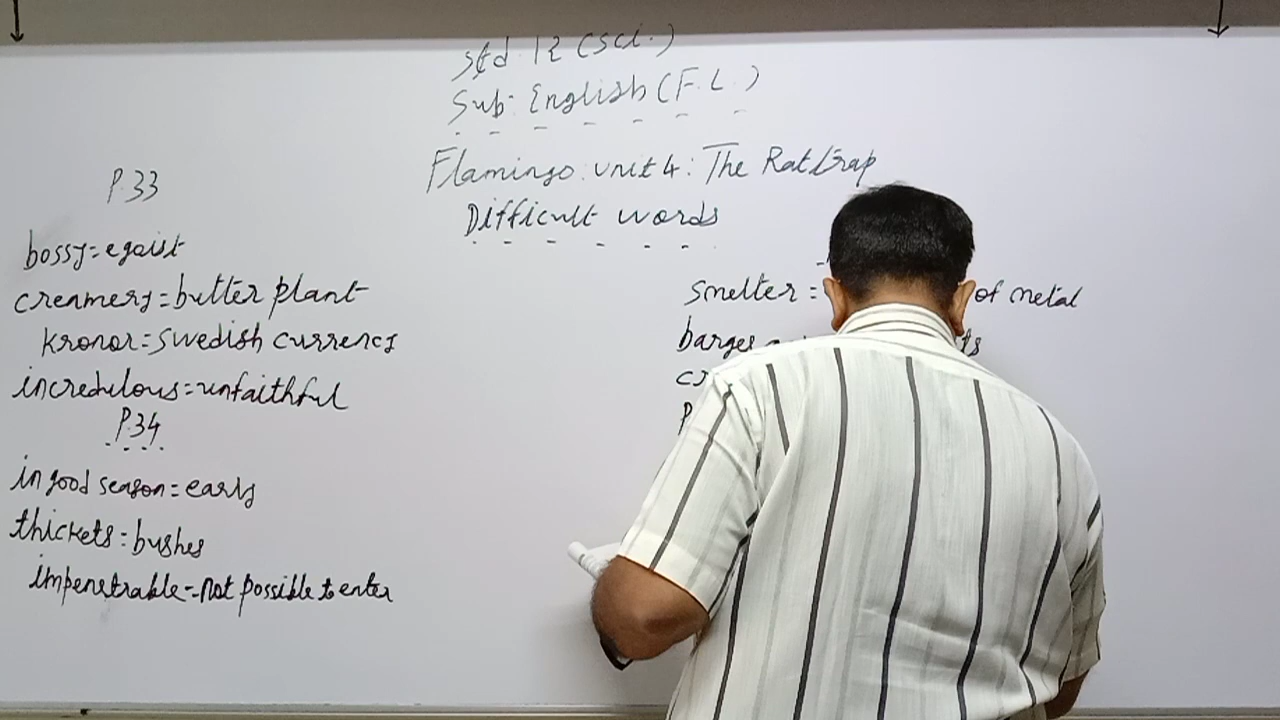 Std. 12 (Sci.)
Sub: English (F.L.)
Flamingo: unit 4: The Rattrap
Difficult words
P.33
bossy = egoist
creamery = butter plant
kronor = Swedish currency
incredulous = unfaithful
P.34
in good season = early
thickets = bushes
impenetrable = not possible to enter
smelter = of metal
barges